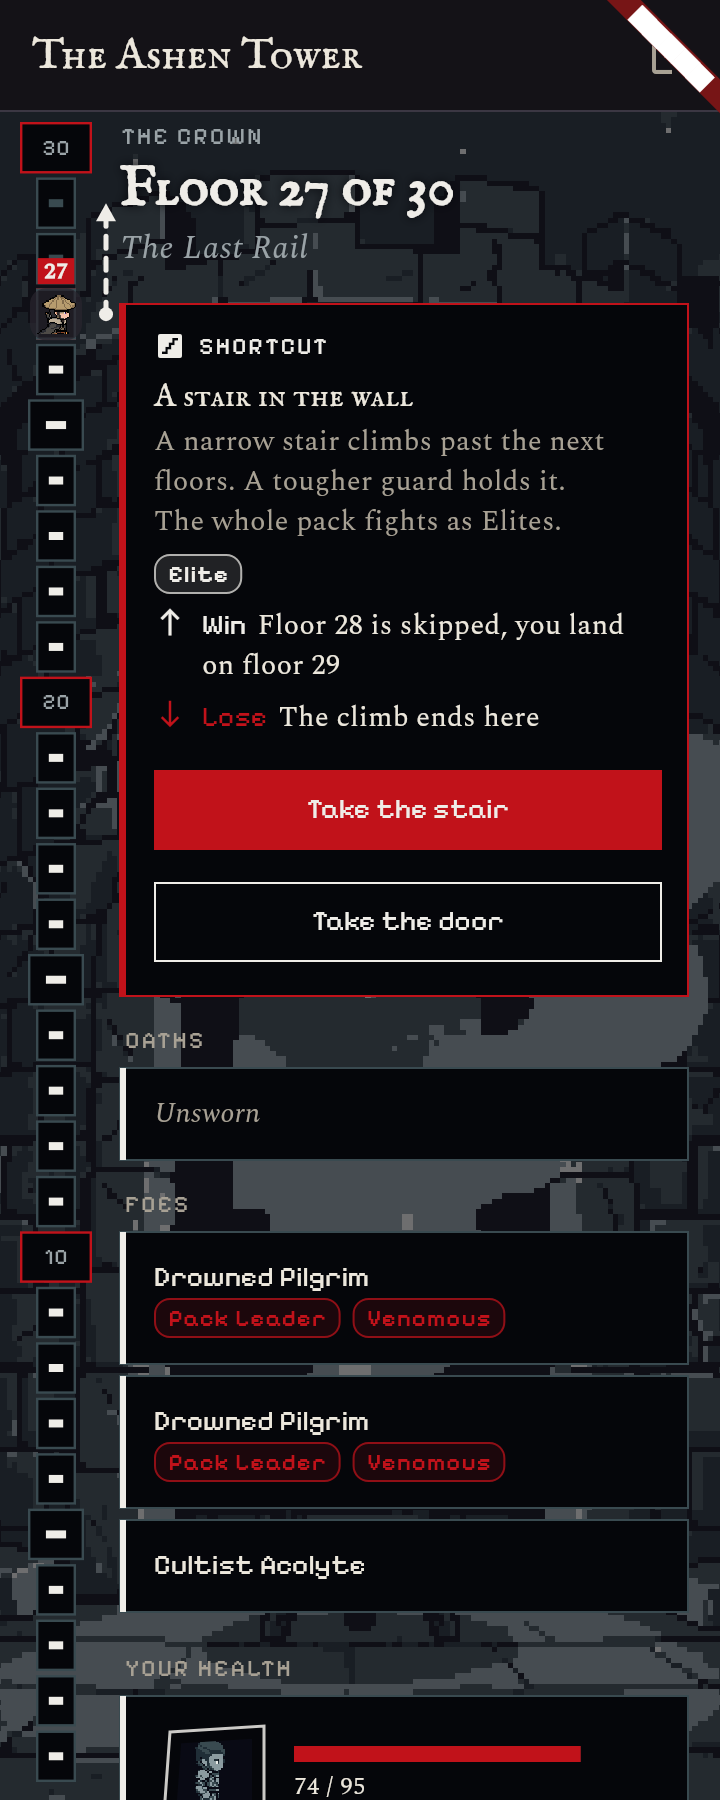 The Ashen Tower
30
THE CROWN
Floor 27 of 30
The Last Rail
27
SHORTCUT
A stair in the wall
A narrow stair climbs past the next
floors. A tougher guard holds it.
The whole pack fights as Elites.
Elite
Win Floor 28 is skipped, you land
on floor 29
Lose The climb ends here
20
Take the stair
Take the door
OATHS
Unsworn
FOES
10
Drowned Pilgrim
Pack Leader Venomous
Drowned Pilgrim
Pack Leader Venomous
Cultist Acolyte
YOUR HEALTH
74 / 95